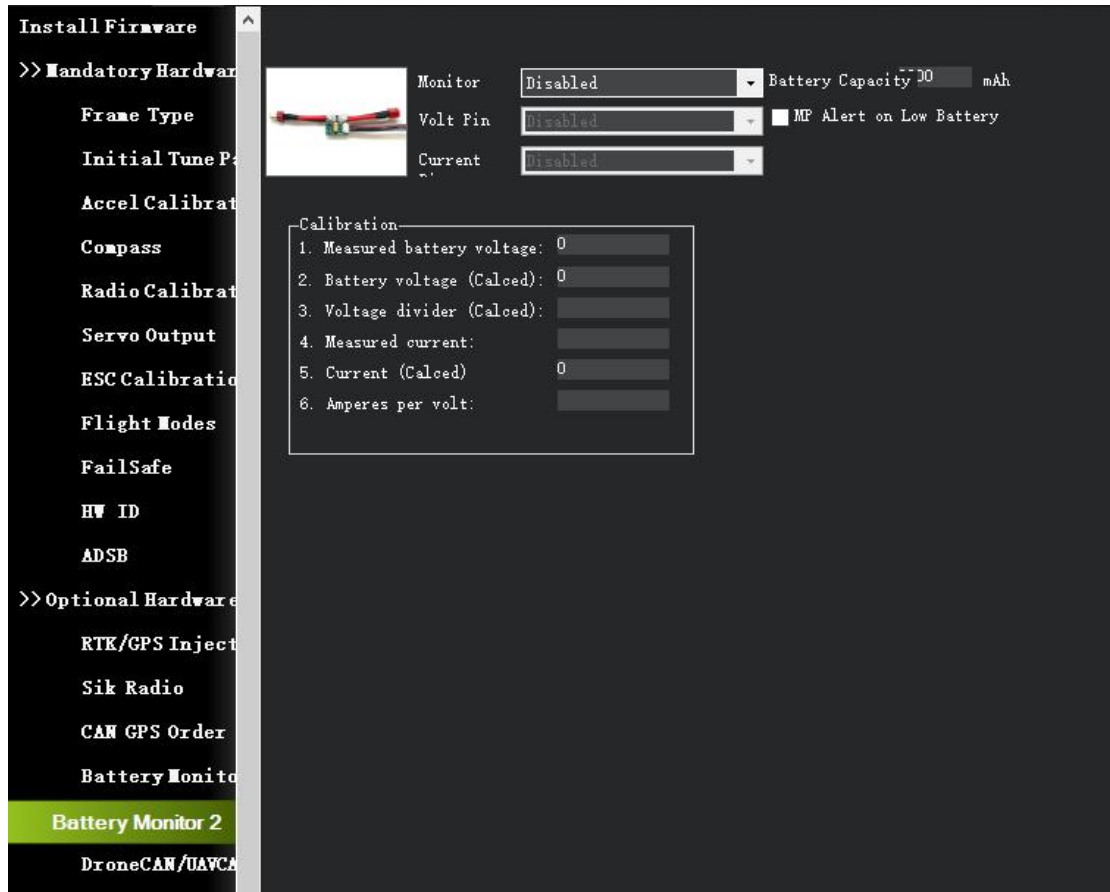 Install Firmware
>>Mandatory Hardwar
Frame Type
Initial Tune Pa
Accel Calibrat
Compass
Radio Calibrat
Servo Output
ESC Calibratio
Flight Modes
FailSafe
HW ID
ADSB
>>Optional Hardware
RTK/GPS Inject
Sik Radio
CAN GPS Order
Battery Monito
Battery Monitor 2
DroneCAN/UAVCA
Monitor Disabled Battery Capacity mAh
Volt Pin Disabled MP Alert on Low Battery
Current Disabled
Calibration
1. Measured battery voltage: 0
2. Battery voltage (Calced): 0
3. Voltage divider (Calced):
4. Measured current:
5. Current (Calced) 0
6. Amperes per volt: